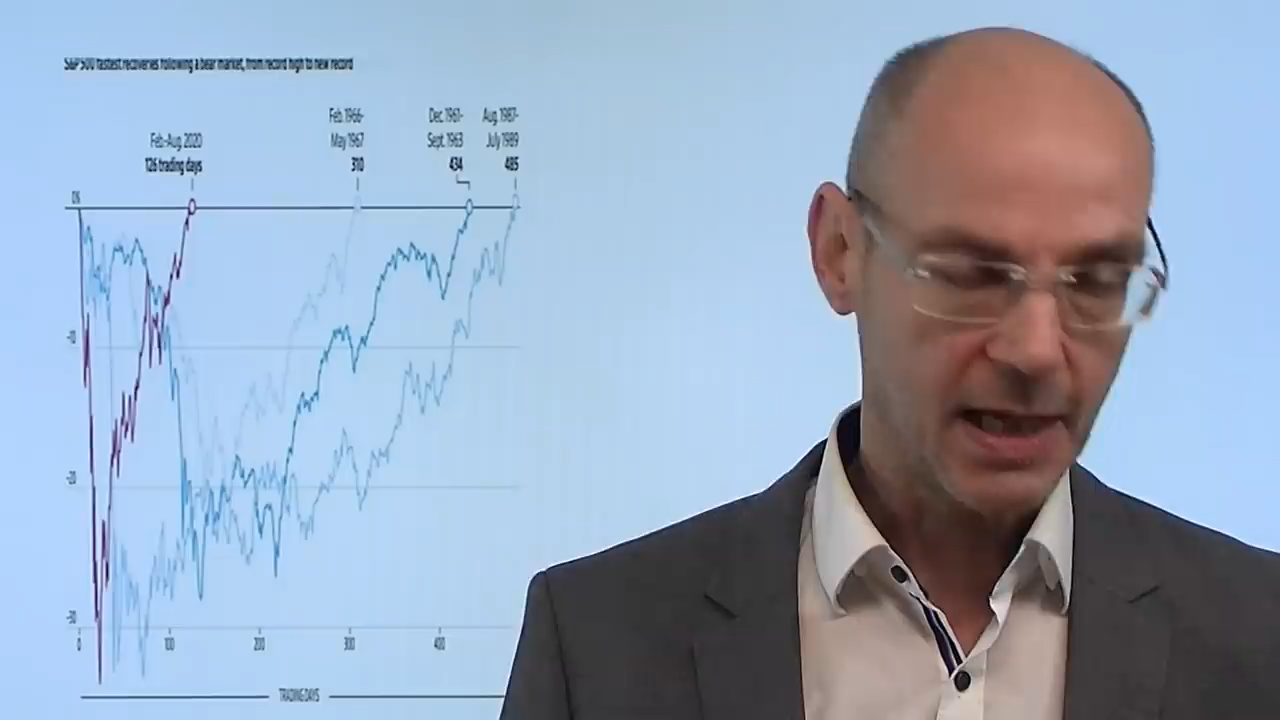 S&P 500 fastest recoveries following a bear market, from record high to new record
Feb.-Aug. 2020
126 trading days
Feb. 1966-
May 1967
310
Dec. 1961-
Sept. 1963
434
Aug. 1987-
July 1989
485
0%
-10
-20
-30
0
100
200
300
400
TRADING DAYS